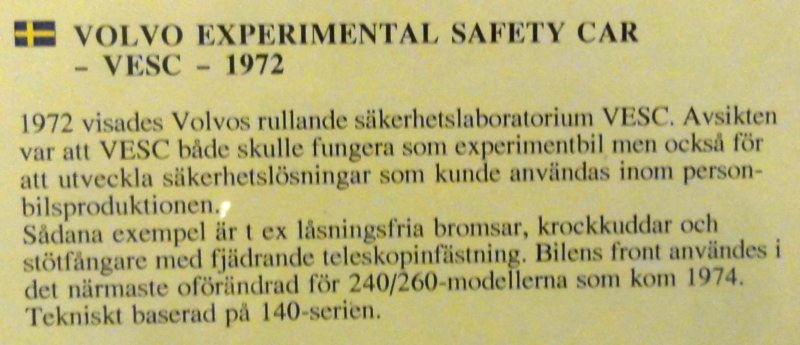 VOLVO EXPERIMENTAL SAFETY CAR
– VESC – 1972
1972 visades Volvos rullande säkerhetslaboratorium VESC. Avsikten
var att VESC både skulle fungera som experimentbil men också för
att utveckla säkerhetslösningar som kunde användas inom person-
bilsproduktionen.
Sådana exempel är t ex låsningsfria bromsar, krockkuddar och
stötfångare med fjädrande teleskopinfästning. Bilens front användes i
det närmaste oförändrad för 240/260-modellerna som kom 1974.
Tekniskt baserad på 140-serien.